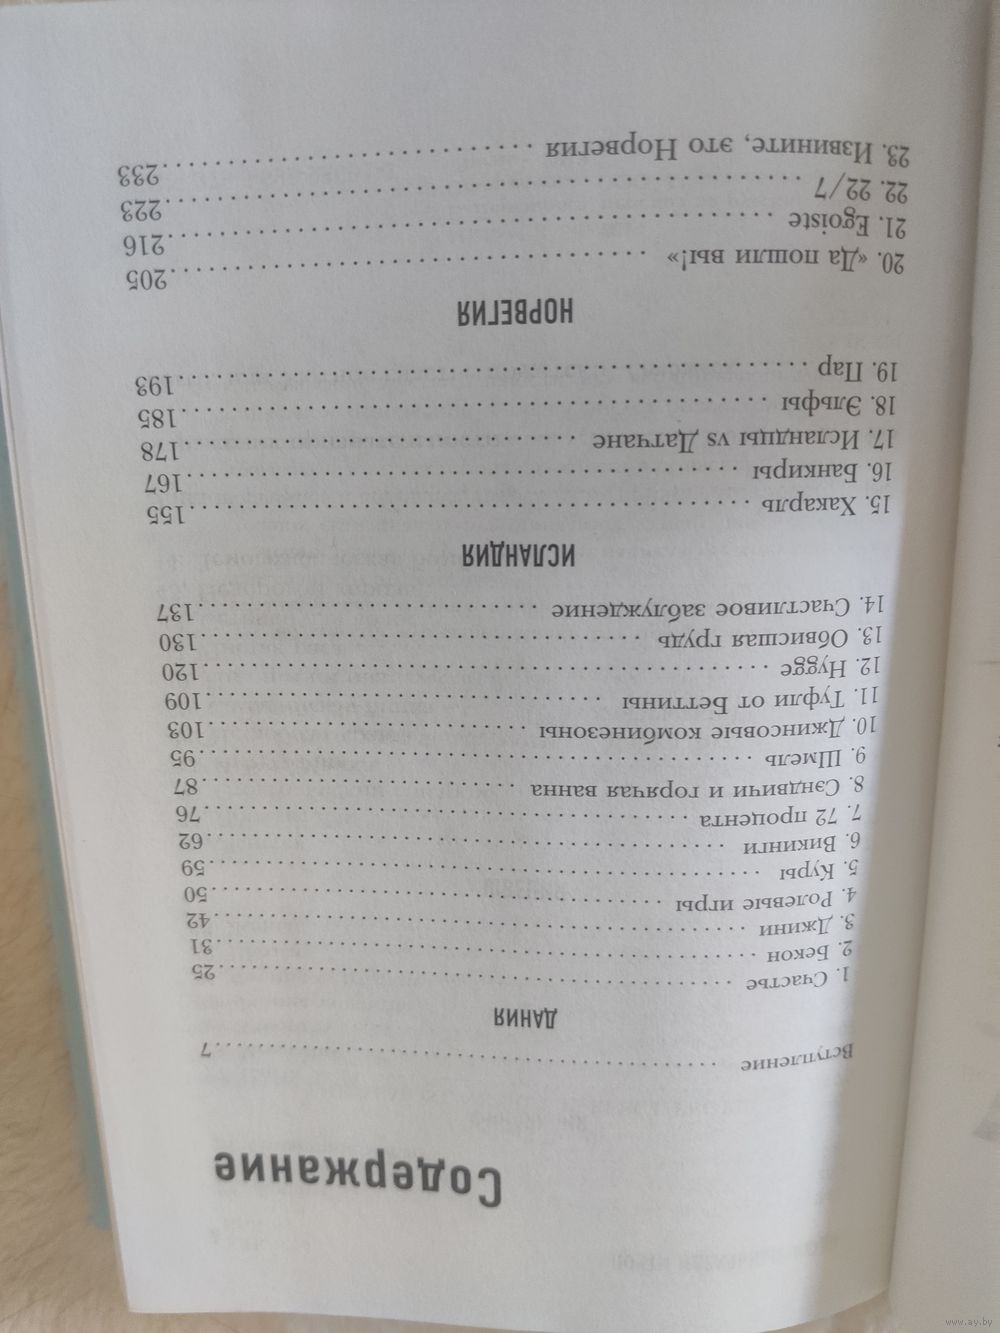 Содержание
Вступление . . . . . . . . . . . . . . . . . . . . 7
ДАНИЯ
1. Счастье . . . . . . . . . . . . . . . . . . . . 25
2. Бекон . . . . . . . . . . . . . . . . . . . . 31
3. Джини . . . . . . . . . . . . . . . . . . . . 42
4. Ролевые игры . . . . . . . . . . . . . . . . . . . . 50
5. Куры . . . . . . . . . . . . . . . . . . . . 59
6. Викинги . . . . . . . . . . . . . . . . . . . . 62
7. 72 процента . . . . . . . . . . . . . . . . . . . . 76
8. Сэндвичи и горячая ванна . . . . . . . . . . . . . . . . . . . . 87
9. Шмель . . . . . . . . . . . . . . . . . . . . 95
10. Джинсовые комбинезоны . . . . . . . . . . . . . . . . . . . . 103
11. Туфли от Беттины . . . . . . . . . . . . . . . . . . . . 109
12. Hygge . . . . . . . . . . . . . . . . . . . . 120
13. Обвисшая грудь . . . . . . . . . . . . . . . . . . . . 130
14. Счастливое заблуждение . . . . . . . . . . . . . . . . . . . . 137
ИСЛАНДИЯ
15. Хакарль . . . . . . . . . . . . . . . . . . . . 155
16. Банкиры . . . . . . . . . . . . . . . . . . . . 167
17. Исландцы vs Датчане . . . . . . . . . . . . . . . . . . . . 178
18. Эльфы . . . . . . . . . . . . . . . . . . . . 185
19. Пар . . . . . . . . . . . . . . . . . . . . 193
НОРВЕГИЯ
20. «Да пошли вы!» . . . . . . . . . . . . . . . . . . . . 205
21. Egoiste . . . . . . . . . . . . . . . . . . . . 216
22. 22/7 . . . . . . . . . . . . . . . . . . . . 223
23. Извините, это Норвегия . . . . . . . . . . . . . . . . . . . . 233
www.ay.by